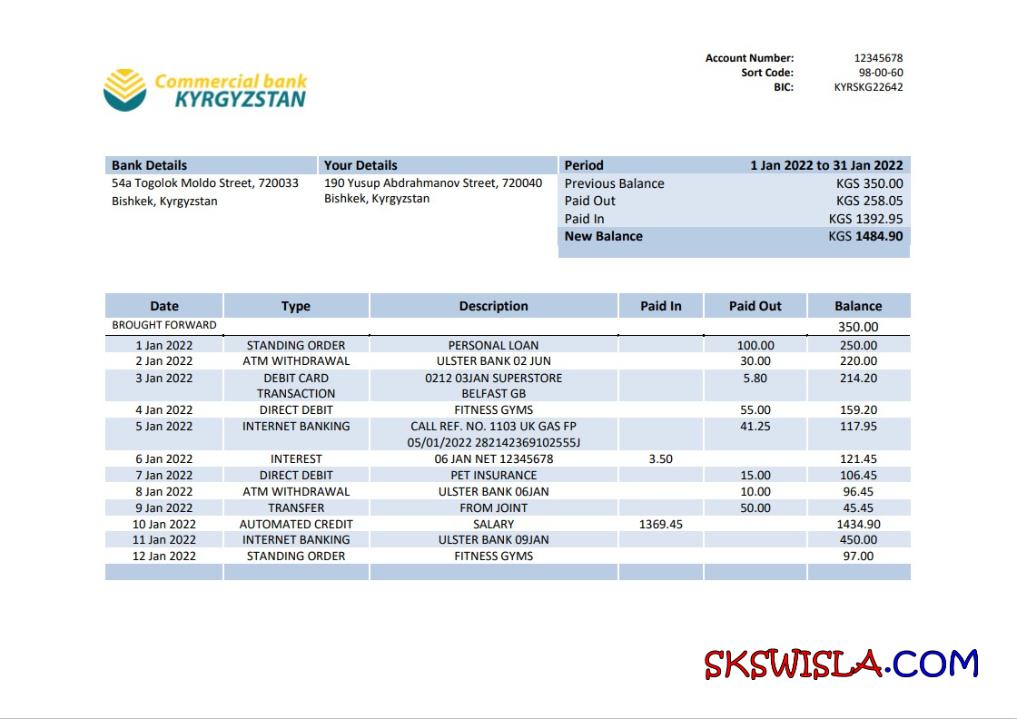 Account Number: 12345678
Sort Code: 98-00-60
BIC: KYRSKG22642
Commercial bank
KYRGYZSTAN
Bank Details Your Details Period 1 Jan 2022 to 31 Jan 2022
54a Togolok Moldo Street, 720033 190 Yusup Abdrahmanov Street, 720040 Previous Balance KGS 350.00
Bishkek, Kyrgyzstan Bishkek, Kyrgyzstan Paid Out KGS 258.05
Paid In KGS 1392.95
New Balance KGS 1484.90
Date Type Description Paid In Paid Out Balance
BROUGHT FORWARD 350.00
1 Jan 2022 STANDING ORDER PERSONAL LOAN 100.00 250.00
2 Jan 2022 ATM WITHDRAWAL ULSTER BANK 02 JUN 30.00 220.00
3 Jan 2022 DEBIT CARD 0212 03JAN SUPERSTORE 5.80 214.20
TRANSACTION BELFAST GB
4 Jan 2022 DIRECT DEBIT FITNESS GYMS 55.00 159.20
5 Jan 2022 INTERNET BANKING CALL REF. NO. 1103 UK GAS FP 41.25 117.95
05/01/2022 282142369102555J
6 Jan 2022 INTEREST 06 JAN NET 12345678 3.50 121.45
7 Jan 2022 DIRECT DEBIT PET INSURANCE 15.00 106.45
8 Jan 2022 ATM WITHDRAWAL ULSTER BANK 06JAN 10.00 96.45
9 Jan 2022 TRANSFER FROM JOINT 50.00 45.45
10 Jan 2022 AUTOMATED CREDIT SALARY 1369.45 1434.90
11 Jan 2022 INTERNET BANKING ULSTER BANK 09JAN 450.00
12 Jan 2022 STANDING ORDER FITNESS GYMS 97.00
SKSWISLA.COM